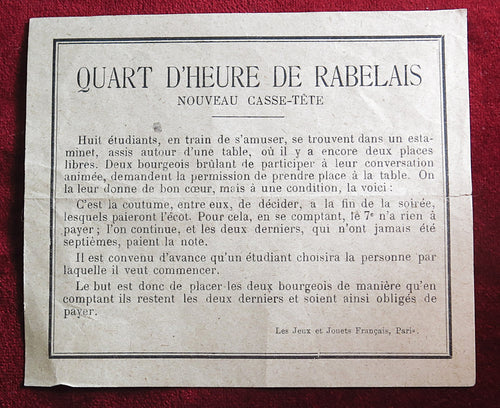 QUART D'HEURE DE RABELAIS
NOUVEAU CASSE-TÊTE
Huit étudiants, en train de s'amuser, se trouvent dans un esta-
minet, assis autour d'une table, où il y a encore deux places
libres. Deux bourgeois brûlant de participer à leur conversation
animée, demandent la permission de prendre place à la table. On
la leur donne de bon cœur, mais à une condition, la voici :
C'est la coutume, entre eux, de décider, a la fin de la soirée,
lesquels paieront l'écot. Pour cela, en se comptant, le 7e n'a rien à
payer ; l'on continue, et les deux derniers, qui n'ont jamais été
septièmes, paient la note.
Il est convenu d'avance qu'un étudiant choisira la personne par
laquelle il veut commencer.
Le but est donc de placer les deux bourgeois de manière qu'en
comptant ils restent les deux derniers et soient ainsi obligés de
payer.
Les Jeux et Jouets Français, Paris.